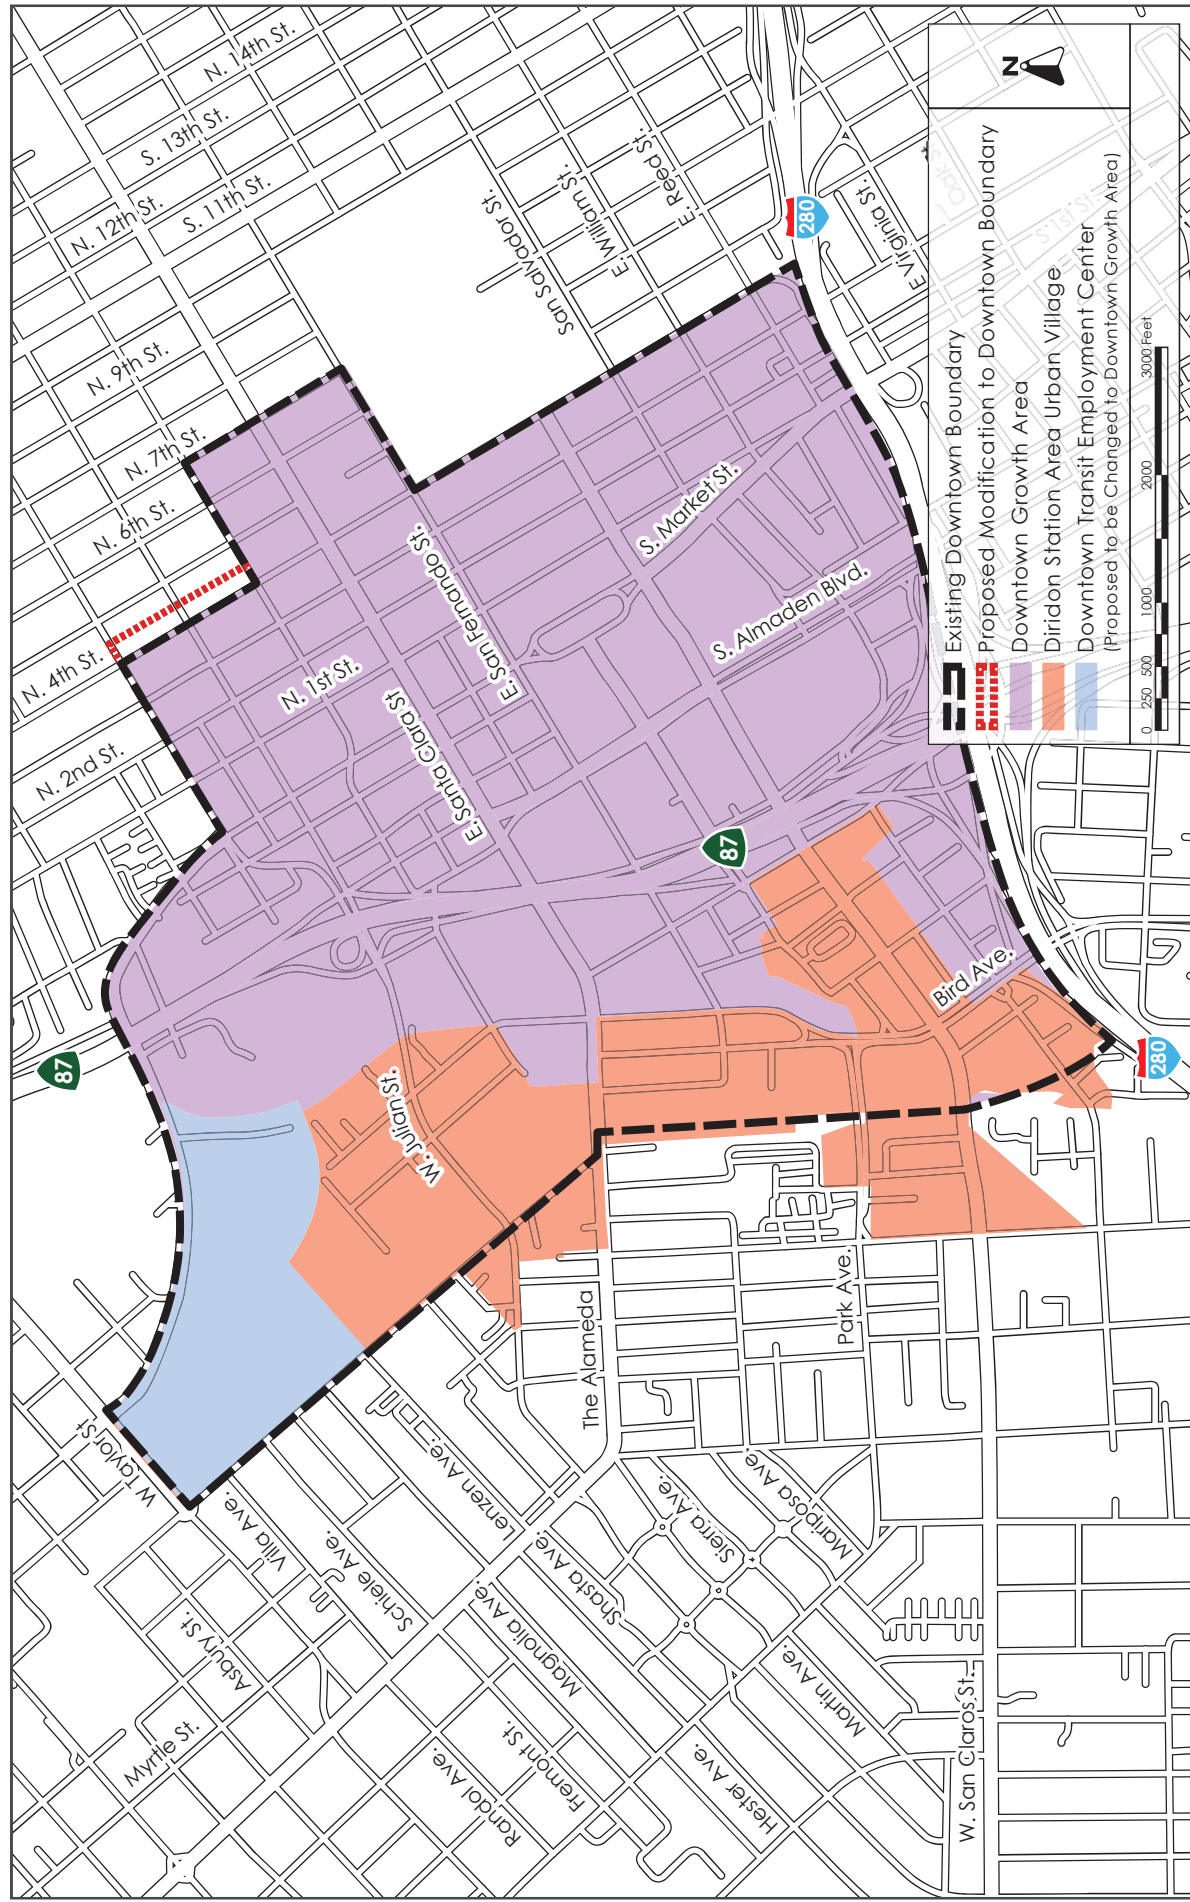 N. 14th St.
S. 13th St.
N. 12th St.
S. 11th St.
N. 9th St.
N. 7th St.
N. 6th St.
N. 4th St.
N. 2nd St.
N. 1st St.
San Salvador St.
E. William St.
E. Reed St.
E Virginia St.
280
E. San Fernando St.
E. Santa Clara St
S. Market St.
S. Almaden Blvd.
87
87
Bird Ave.
280
W. Julian St.
The Alameda
Park Ave.
W Taylor St
Villa Ave.
Schiele Ave.
Lenzen Ave.
Asbury St.
Myrtle St.
Magnolia Ave.
Shasta Ave.
Sierra Ave.
Mariposa Ave.
Randol Ave.
Fremont St.
Hester Ave.
Martin Ave.
W. San Claros St.
S 1st St.
N
Existing Downtown Boundary
Proposed Modification to Downtown Boundary
Downtown Growth Area
Diridon Station Area Urban Village
Downtown Transit Employment Center
(Proposed to be Changed to Downtown Growth Area)
0 250 500 1000 2000 3000 Feet